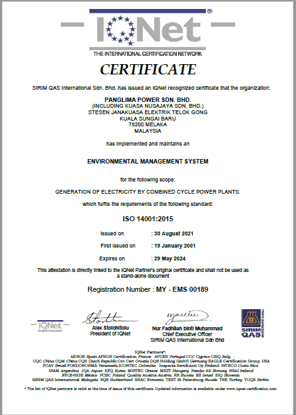 IQNet®
THE INTERNATIONAL CERTIFICATION NETWORK
CERTIFICATE
SIRIM QAS International Sdn. Bhd. has issued an IQNet recognized certificate that the organization:
PANGLIMA POWER SDN. BHD.
(INCLUDING KUASA NUSAJAYA SDN. BHD.)
STESEN JANAKUASA ELEKTRIK TELOK GONG
KUALA SUNGAI BARU
78200 MELAKA
MALAYSIA
has implemented and maintains an
ENVIRONMENTAL MANAGEMENT SYSTEM
for the following scope:
GENERATION OF ELECTRICITY BY COMBINED CYCLE POWER PLANTS.
which fulfils the requirements of the following standard:
ISO 14001:2015
Issued on : 30 August 2021
First issued on : 19 January 2001
Expires on : 29 May 2024
This attestation is directly linked to the IQNet Partner's original certificate and shall not be used as
a stand-alone document
Registration Number : MY - EMS 00189
IQNet
Alex Stoichitoiu
President of IQNet
Nur Fadhilah binti Muhammad
Chief Executive Officer
SIRIM QAS International Sdn Bhd
SIRIM
QAS
IQNet Partners*:
* The list of IQNet partners is valid at the time of issue of this certificate. Updated information is available under www.iqnet-certification.com